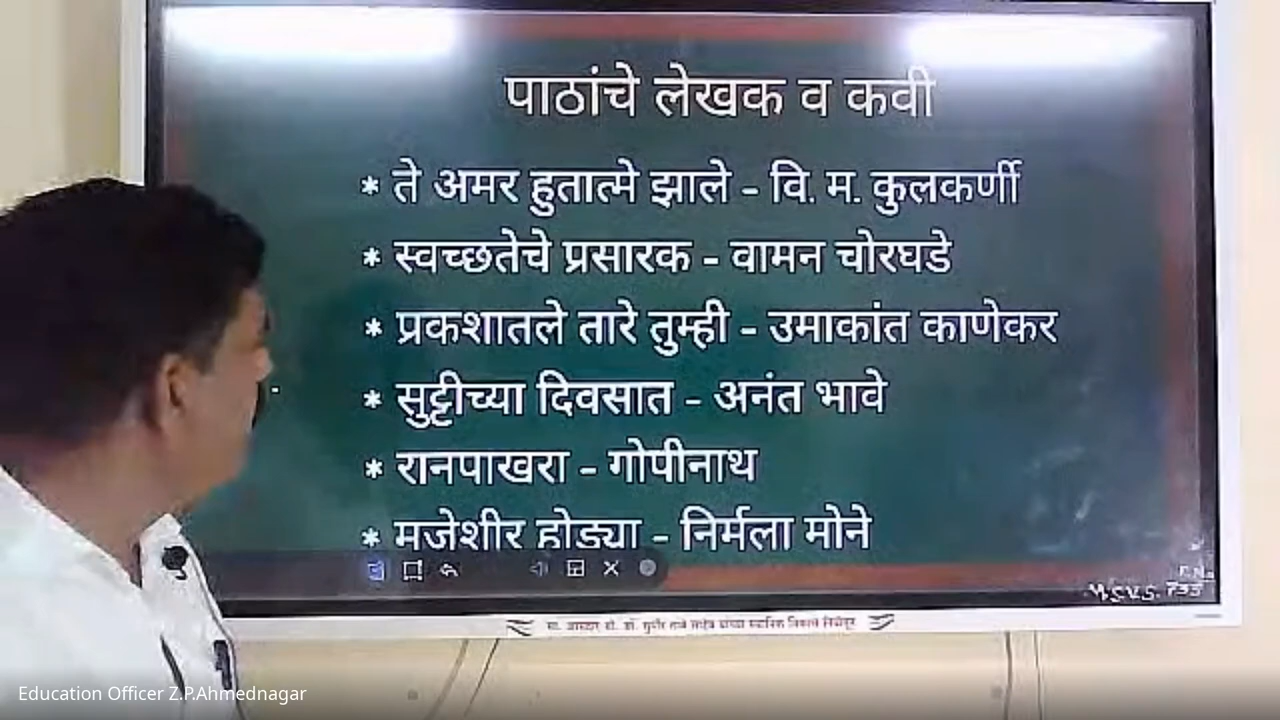 पाठांचे लेखक व कवी
* ते अमर हुतात्मे झाले - वि. म. कुलकर्णी
* स्वच्छतेचे प्रसारक - वामन चोरघडे
* प्रकशातले तारे तुम्ही - उमाकांत काणेकर
* सुट्टीच्या दिवसात - अनंत भावे
* रानपाखरा - गोपीनाथ
* मजेशीर होड्या - निर्मला मोने
Education Officer Z.P.Ahmednagar